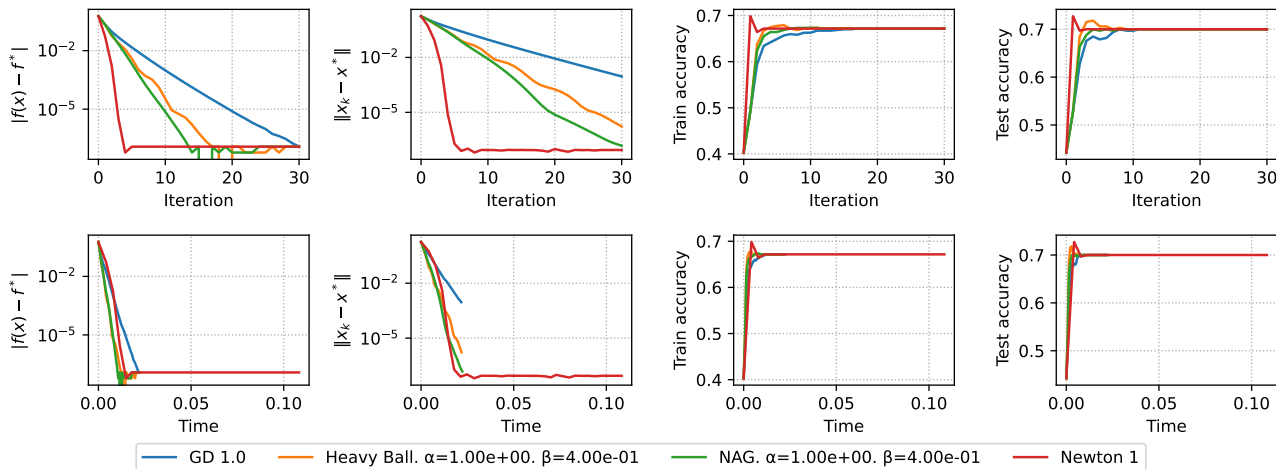 |f(x) − f*|
10⁻²
10⁻⁵
0 10 20 30
Iteration
‖xₖ − x*‖
10⁻²
10⁻⁵
0 10 20 30
Iteration
Train accuracy
0.7
0.6
0.5
0.4
0 10 20 30
Iteration
Test accuracy
0.7
0.6
0.5
0 10 20 30
Iteration
|f(x) − f*|
10⁻²
10⁻⁵
0.00 0.05 0.10
Time
‖xₖ − x*‖
10⁻²
10⁻⁵
0.00 0.05 0.10
Time
Train accuracy
0.7
0.6
0.5
0.4
0.00 0.05 0.10
Time
Test accuracy
0.7
0.6
0.5
0.00 0.05 0.10
Time
GD 1.0 Heavy Ball. α=1.00e+00. β=4.00e-01 NAG. α=1.00e+00. β=4.00e-01 Newton 1